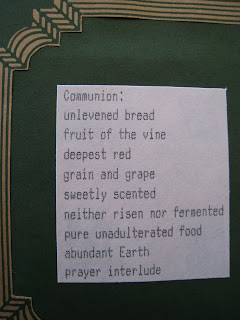 Communion:
unlevened bread
fruit of the vine
deepest red
grain and grape
sweetly scented
neither risen nor fermented
pure unadulterated food
abundant Earth
prayer interlude